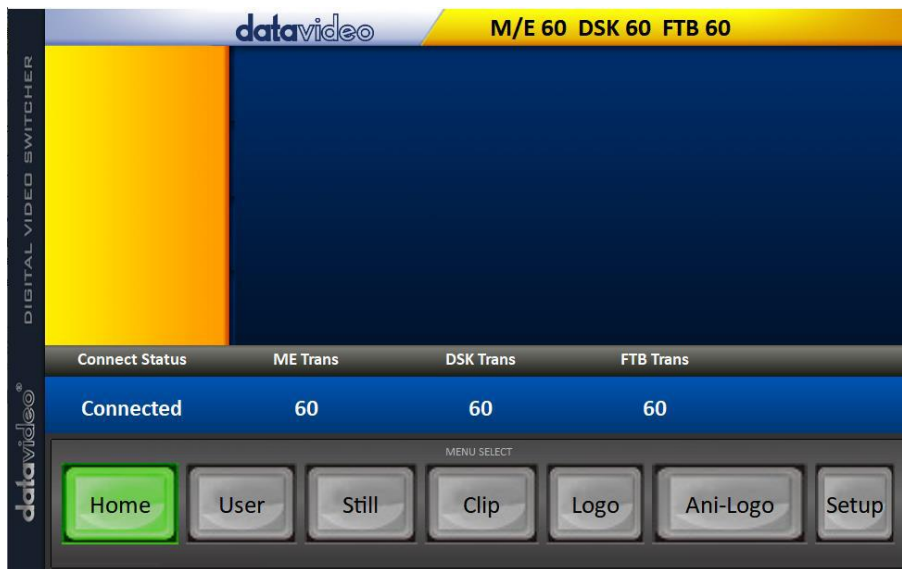 datavideo
M/E 60 DSK 60 FTB 60
DIGITAL VIDEO SWITCHER
Connect Status ME Trans DSK Trans FTB Trans
Connected 60 60 60
datavideo®
MENU SELECT
Home User Still Clip Logo Ani-Logo Setup